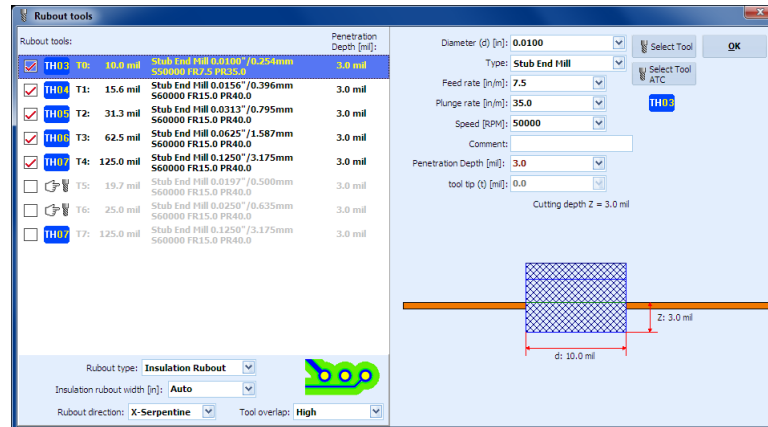 Rubout tools
Rubout tools:
Penetration
Depth [mil]:
TH03 T0: 10.0 mil Stub End Mill 0.0100"/0.254mm 3.0 mil
S50000 FR7.5 PR35.0
TH04 T1: 15.6 mil Stub End Mill 0.0156"/0.396mm 3.0 mil
S60000 FR15.0 PR40.0
TH05 T2: 31.3 mil Stub End Mill 0.0313"/0.795mm 3.0 mil
S60000 FR15.0 PR40.0
TH06 T3: 62.5 mil Stub End Mill 0.0625"/1.587mm 3.0 mil
S60000 FR15.0 PR40.0
TH07 T4: 125.0 mil Stub End Mill 0.1250"/3.175mm 3.0 mil
S60000 FR15.0 PR40.0
T5: 19.7 mil Stub End Mill 0.0197"/0.500mm 3.0 mil
S60000 FR15.0 PR40.0
T6: 25.0 mil Stub End Mill 0.0250"/0.635mm 3.0 mil
S60000 FR15.0 PR40.0
TH07 T7: 125.0 mil Stub End Mill 0.1250"/3.175mm 3.0 mil
S60000 FR15.0 PR40.0
Rubout type: Insulation Rubout
Insulation rubout width [in]: Auto
Rubout direction: X-Serpentine Tool overlap: High
Diameter (d) [in]: 0.0100
Type: Stub End Mill
Feed rate [in/m]: 7.5
Plunge rate [in/m]: 35.0
Speed [RPM]: 50000
Comment:
Penetration Depth [mil]: 3.0
tool tip (t) [mil]: 0.0
Cutting depth Z = 3.0 mil
Select Tool
OK
Select Tool
ATC
TH03
Z: 3.0 mil
d: 10.0 mil